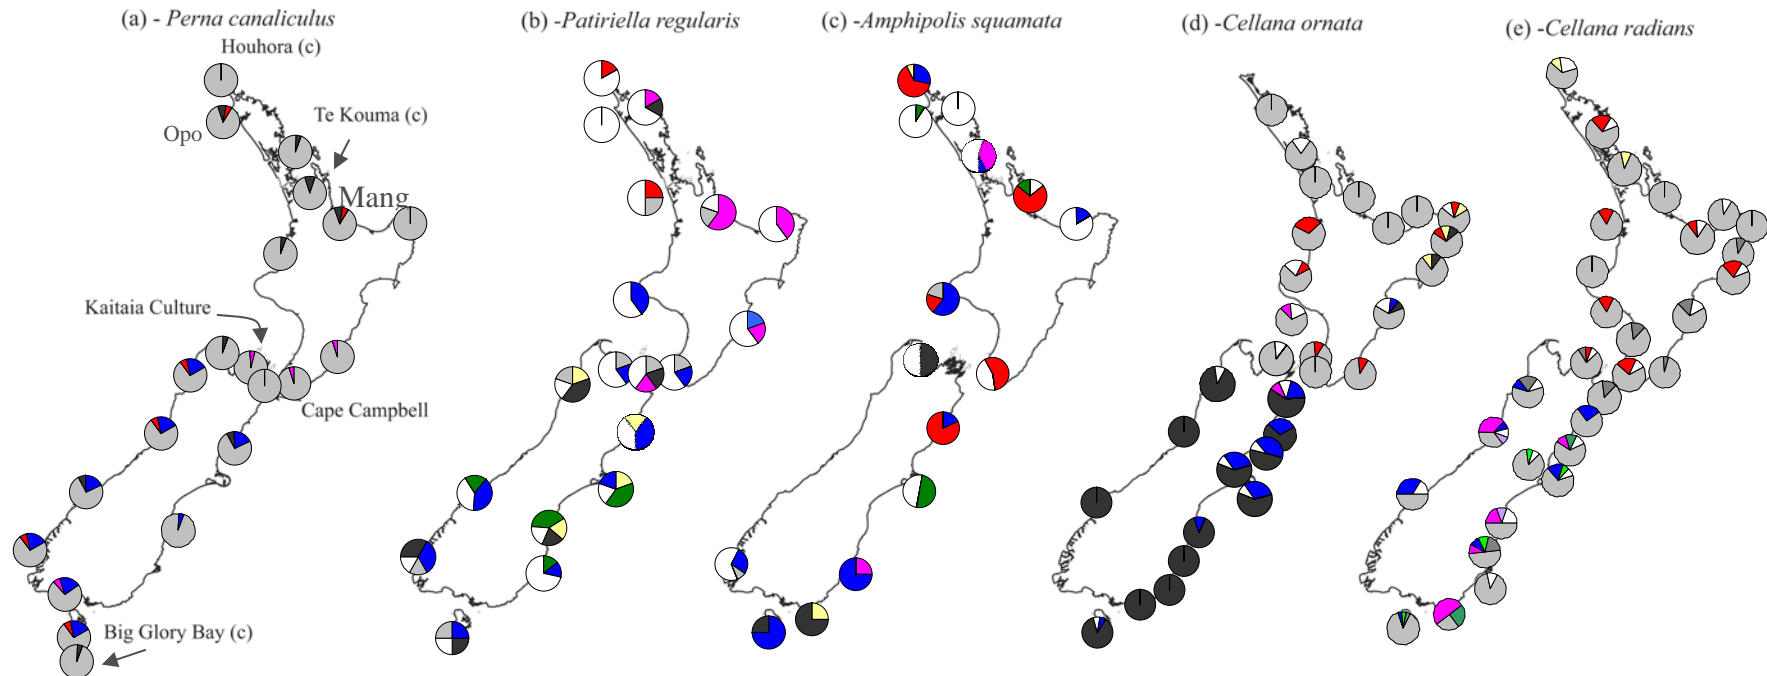 (a) - Perna canaliculus
(b) -Patiriella regularis
(c) -Amphipolis squamata
(d) -Cellana ornata
(e) -Cellana radians
Houhora (c)
Opo
Te Kouma (c)
Mang
Kaitaia Culture
Cape Campbell
Big Glory Bay (c)